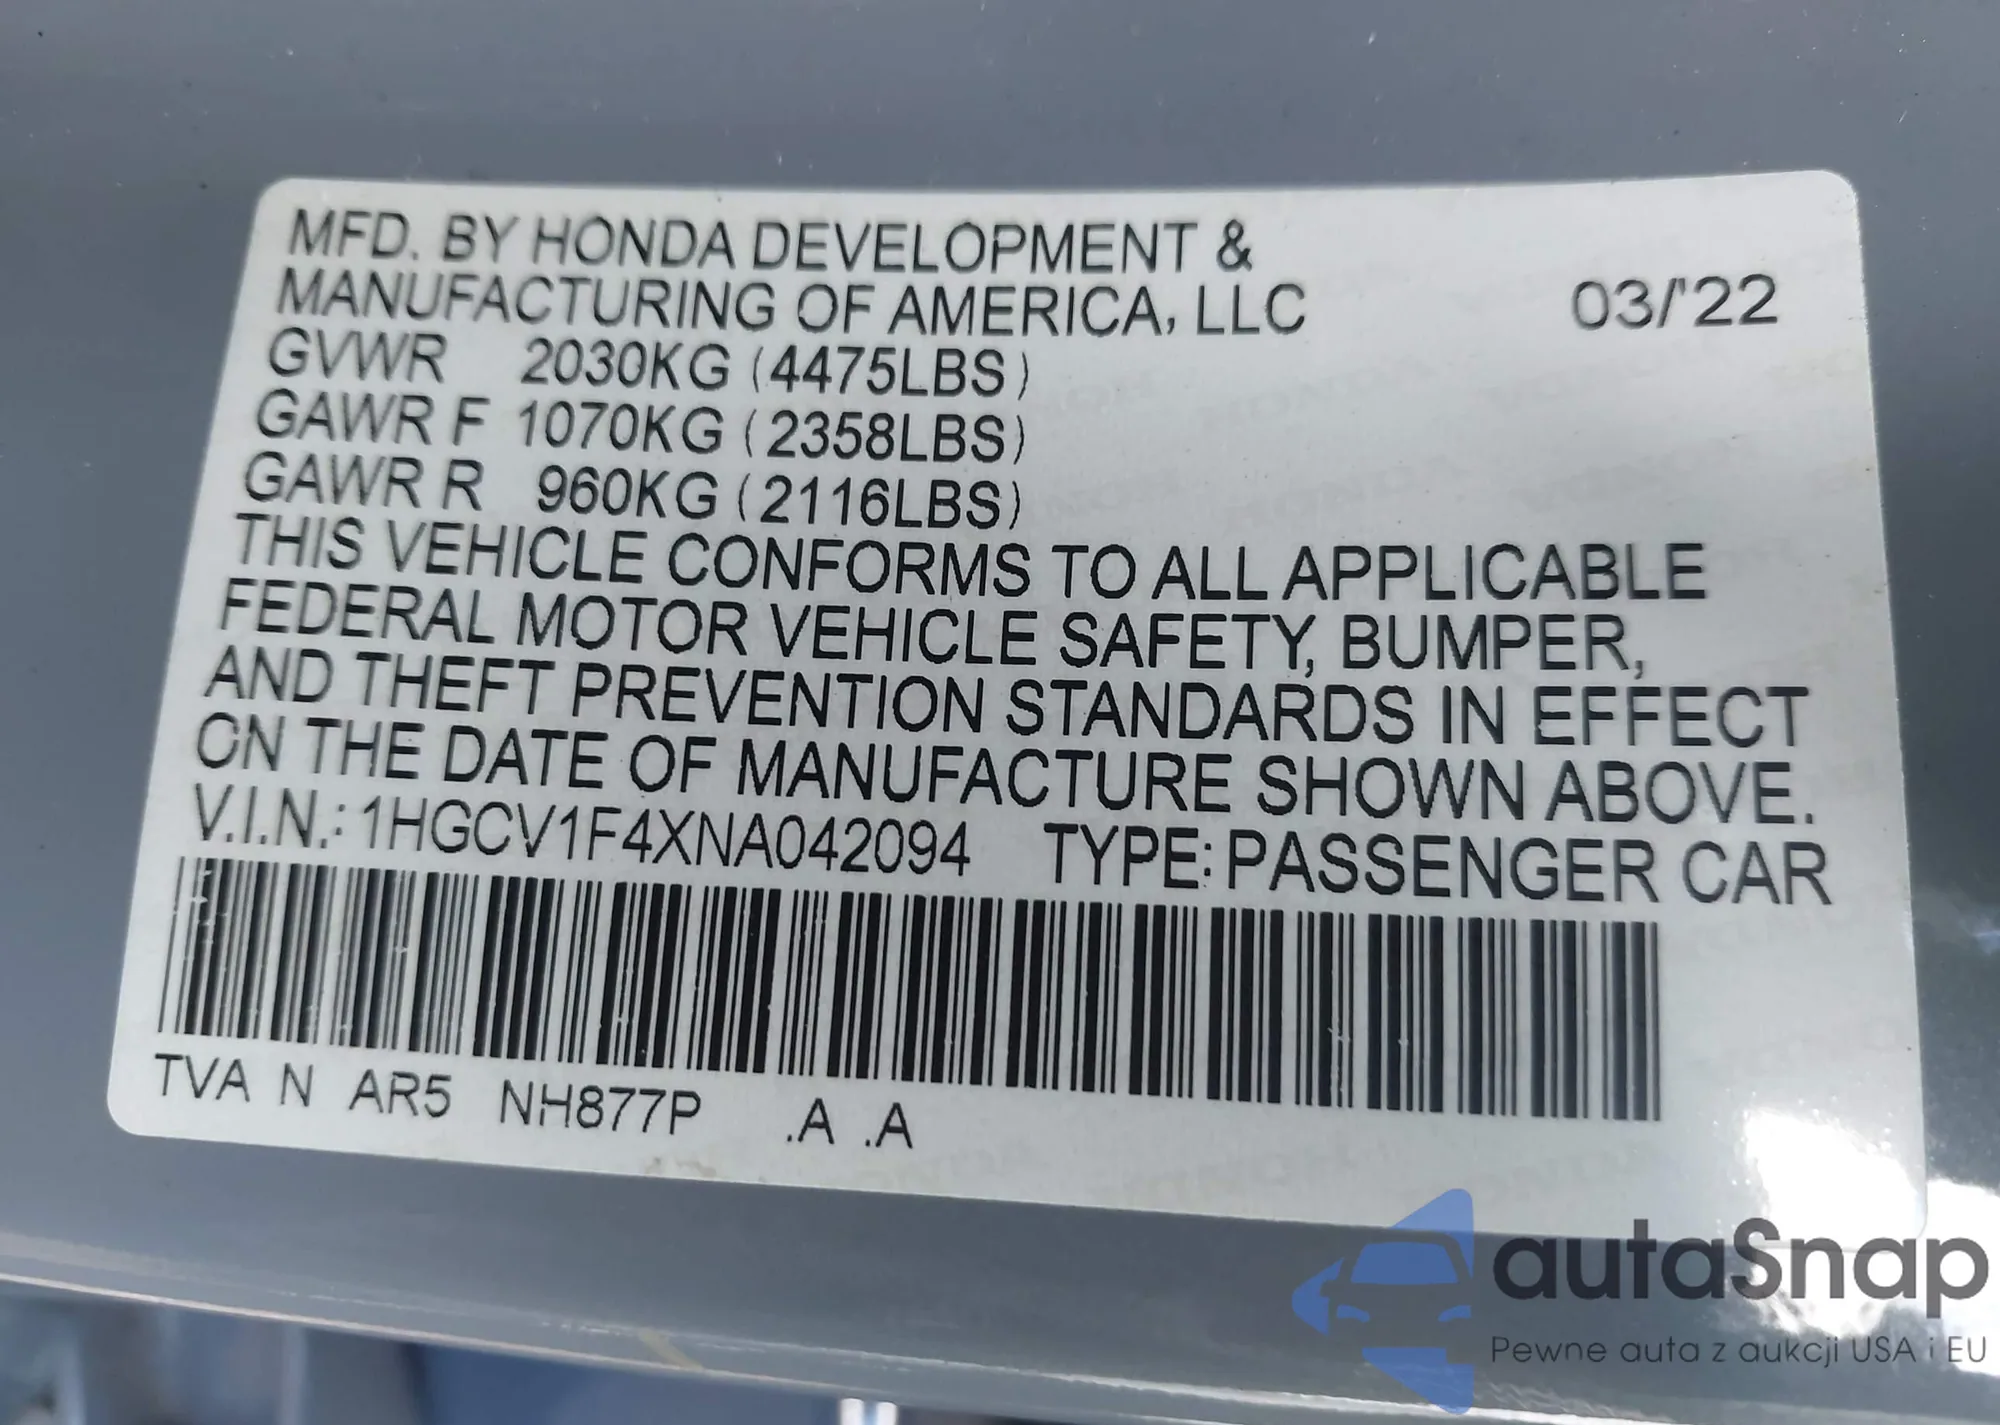 MFD. BY HONDA DEVELOPMENT &
MANUFACTURING OF AMERICA, LLC 03/'22
GVWR 2030KG (4475LBS)
GAWR F 1070KG (2358LBS)
GAWR R 960KG (2116LBS)
THIS VEHICLE CONFORMS TO ALL APPLICABLE
FEDERAL MOTOR VEHICLE SAFETY, BUMPER,
AND THEFT PREVENTION STANDARDS IN EFFECT
ON THE DATE OF MANUFACTURE SHOWN ABOVE.
V.I.N.: 1HGCV1F4XNA042094 TYPE: PASSENGER CAR
TVA N AR5 NH877P .A .A
autaSnap
Pewne auta z aukcji USA i EU